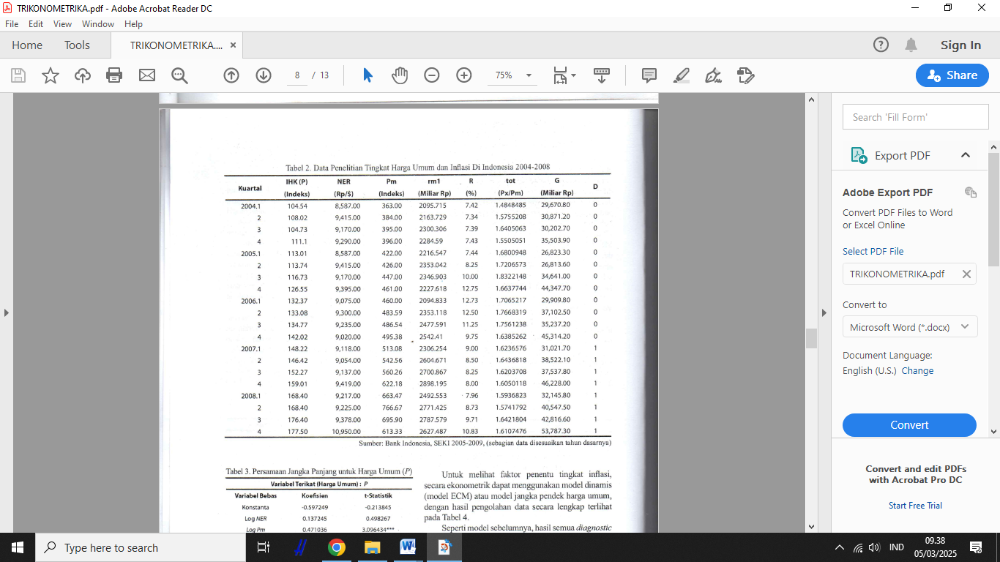 TRIKONOMETRIKA.pdf - Adobe Acrobat Reader DC
File Edit View Window Help
Home Tools TRIKONOMETRIKA.... × Sign In
8 / 13 75% Share
Tabel 2. Data Penelitian Tingkat Harga Umum dan Inflasi Di Indonesia 2004-2008
Kuartal IHK (P) (Indeks) NER (Rp/$) Pm (Indeks) rm1 (Miliar Rp) R (%) tot (Px/Pm) G (Miliar Rp) D
2004.1 104.54 8,587.00 363.00 2095.715 7.42 1.4848485 29,670.80 0
2 108.02 9,415.00 384.00 2163.729 7.34 1.5755208 30,871.20 0
3 104.73 9,170.00 395.00 2300.306 7.39 1.6405063 30,202.70 0
4 111.1 9,290.00 396.00 2284.59 7.43 1.5505051 35,503.90 0
2005.1 113.01 8,587.00 422.00 2216.547 7.44 1.6800948 26,823.30 0
2 113.74 9,415.00 426.00 2353.042 8.25 1.7206573 26,813.60 0
3 116.73 9,170.00 447.00 2346.903 10.00 1.8322148 34,641.00 0
4 126.55 9,395.00 461.00 2227.618 12.75 1.6637744 44,347.70 0
2006.1 132.37 9,075.00 460.00 2094.833 12.73 1.7065217 29,909.80 0
2 133.08 9,300.00 483.59 2353.118 12.50 1.7668319 37,102.50 0
3 134.77 9,235.00 486.54 2477.591 11.25 1.7561238 35,237.20 0
4 142.02 9,020.00 495.38 2542.41 9.75 1.6385262 45,314.20 0
2007.1 148.22 9,118.00 513.08 2306.254 9.00 1.6236576 31,021.70 1
2 146.42 9,054.00 542.56 2604.671 8.50 1.6436818 38,522.10 1
3 152.27 9,137.00 560.26 2700.867 8.25 1.6203708 37,537.80 1
4 159.01 9,419.00 622.18 2898.195 8.00 1.6050118 46,228.00 1
2008.1 168.40 9,217.00 663.47 2492.553 7.96 1.5936823 32,145.80 1
2 168.40 9,225.00 766.67 2771.425 8.73 1.5741792 40,547.50 1
3 176.40 9,378.00 695.90 2787.579 9.71 1.6421804 42,816.60 1
4 177.50 10,950.00 613.33 2627.487 10.83 1.6107476 53,787.30 1
Sumber: Bank Indonesia, SEKI 2005-2009, (sebagian data disesuaikan tahun dasarnya)
Tabel 3. Persamaan Jangka Panjang untuk Harga Umum (P)
Variabel Terikat (Harga Umum) : P
Variabel Bebas Koefisien t-Statistik
Konstanta -0.597249 -0.213845
Log NER 0.137245 0.498267
Log Pm 0.471036 3.096434***
Untuk melihat faktor penentu tingkat inflasi,
secara ekonometrik dapat menggunakan model dinamis
(model ECM) atau model jangka pendek harga umum,
dengan hasil pengolahan data secara lengkap terlihat
pada Tabel 4.
Seperti model sebelumnya, hasil semua diagnostic
Search 'Fill Form'
Export PDF
Adobe Export PDF
Convert PDF Files to Word
or Excel Online
Select PDF File
TRIKONOMETRIKA.pdf
Convert to
Microsoft Word (*.docx)
Document Language:
English (U.S.) Change
Convert
Convert and edit PDFs
with Acrobat Pro DC
Start Free Trial
Type here to search
IND
09.38
05/03/2025